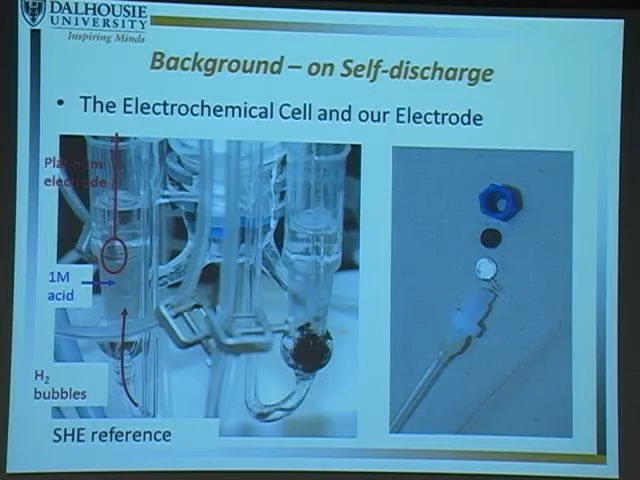 DALHOUSIE
UNIVERSITY
Inspiring Minds
Background – on Self-discharge
• The Electrochemical Cell and our Electrode
Platinum
electrode
1M
acid
H₂
bubbles
SHE reference